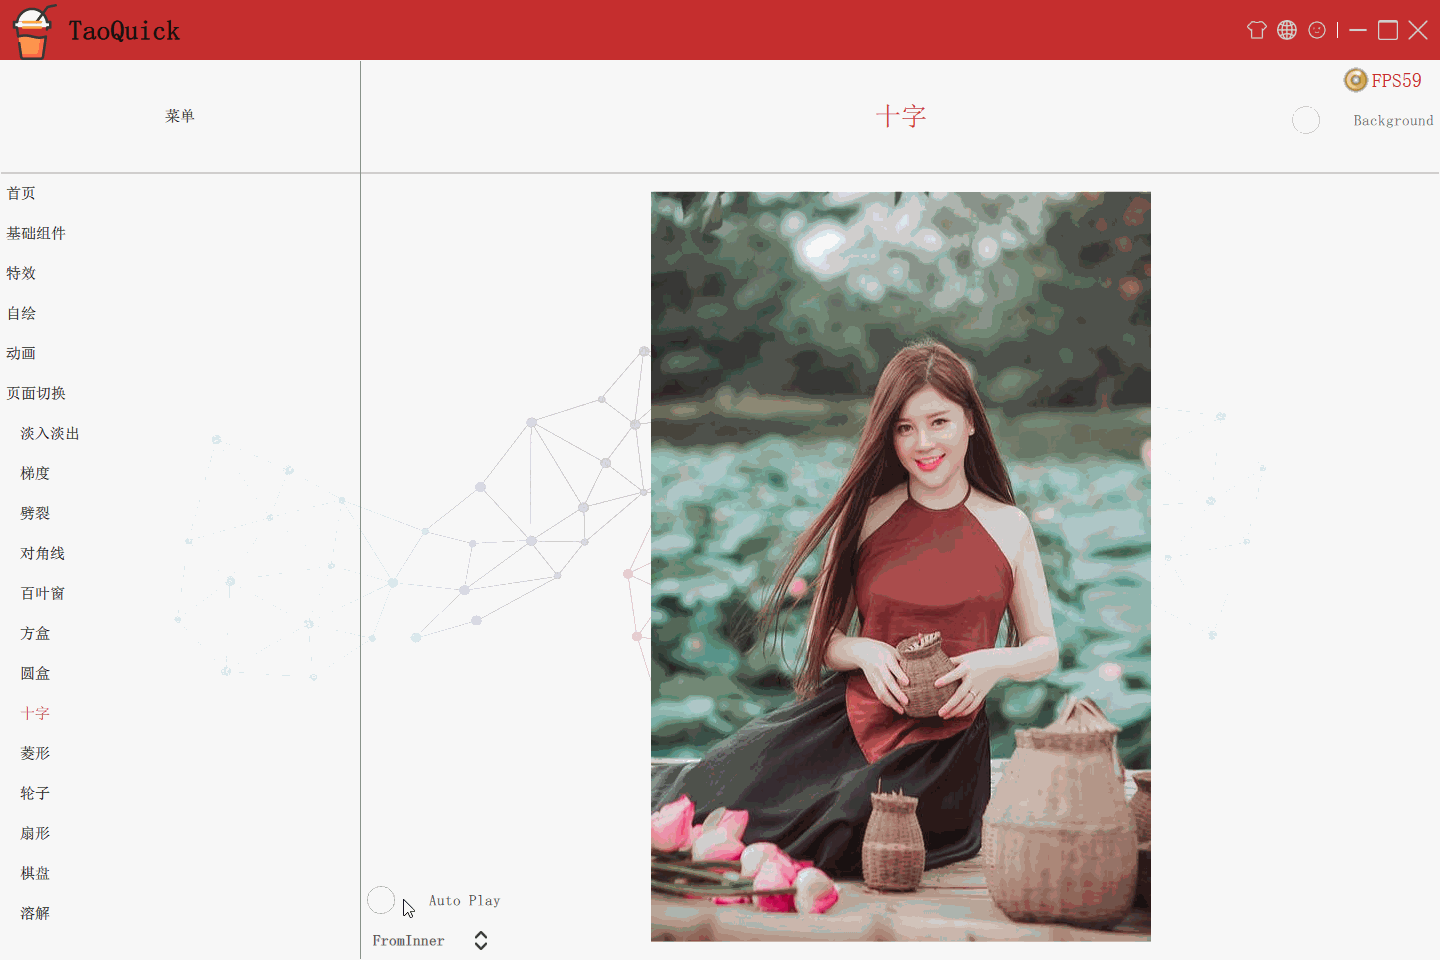 TaoQuick
FPS59
菜单
十字
Background
首页
基础组件
特效
自绘
动画
页面切换
淡入淡出
梯度
劈裂
对角线
百叶窗
方盒
圆盒
十字
菱形
轮子
扇形
棋盘
溶解
Auto Play
FromInner